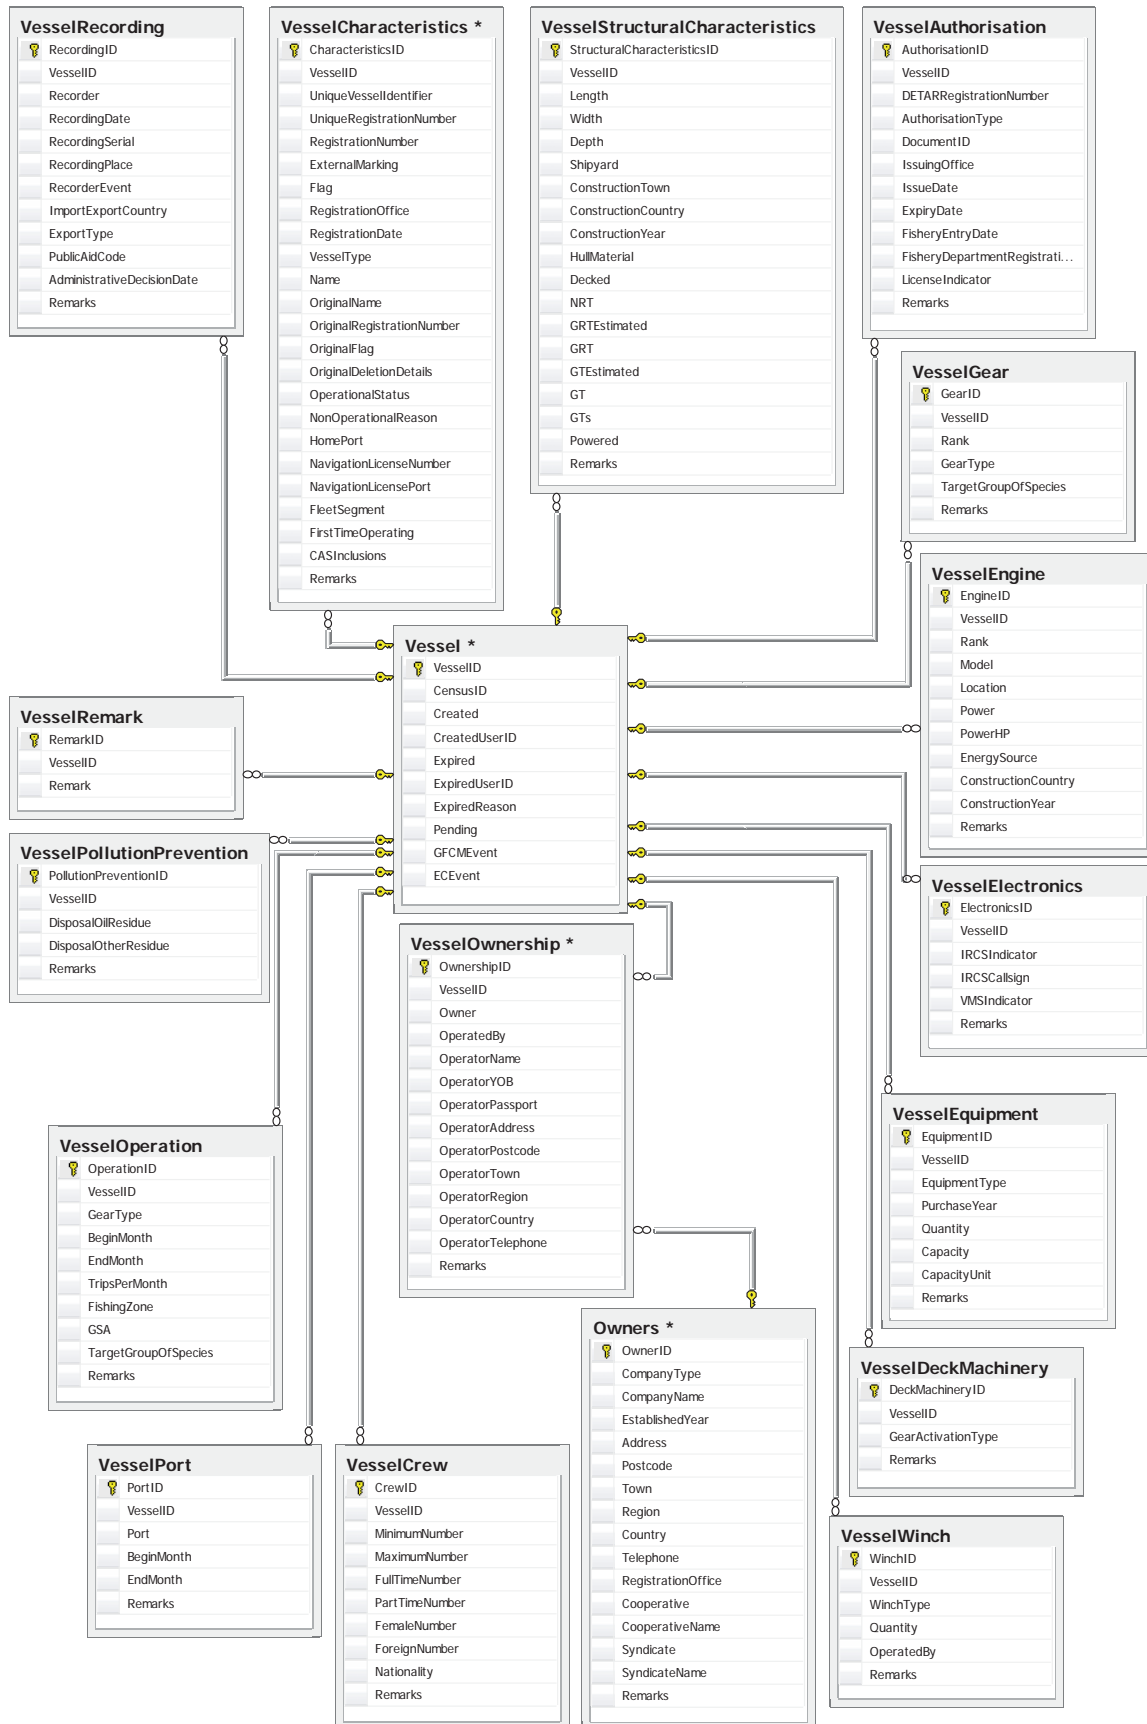 VesselRecording
RecordingID
VesselID
Recorder
RecordingDate
RecordingSerial
RecordingPlace
RecorderEvent
ImportExportCountry
ExportType
PublicAidCode
AdministrativeDecisionDate
Remarks
VesselCharacteristics *
CharacteristicsID
VesselID
UniqueVesselIdentifier
UniqueRegistrationNumber
RegistrationNumber
ExternalMarking
Flag
RegistrationOffice
RegistrationDate
VesselType
Name
OriginalName
OriginalRegistrationNumber
OriginalFlag
OriginalDeletionDetails
OperationalStatus
NonOperationalReason
HomePort
NavigationLicenseNumber
NavigationLicensePort
FleetSegment
FirstTimeOperating
CASInclusions
Remarks
VesselStructuralCharacteristics
StructuralCharacteristicsID
VesselID
Length
Width
Depth
Shipyard
ConstructionTown
ConstructionCountry
ConstructionYear
HullMaterial
Decked
NRT
GRTEstimated
GRT
GTEstimated
GT
GTs
Powered
Remarks
VesselAuthorisation
AuthorisationID
VesselID
DETARRegistrationNumber
AuthorisationType
DocumentID
IssuingOffice
IssueDate
ExpiryDate
FisheryEntryDate
FisheryDepartmentRegistrati...
LicenseIndicator
Remarks
VesselGear
GearID
VesselID
Rank
GearType
TargetGroupOfSpecies
Remarks
VesselEngine
EngineID
VesselID
Rank
Model
Location
Power
PowerHP
EnergySource
ConstructionCountry
ConstructionYear
Remarks
Vessel *
VesselID
CensusID
Created
CreatedUserID
Expired
ExpiredUserID
ExpiredReason
Pending
GFCMEvent
ECEvent
VesselRemark
RemarkID
VesselID
Remark
VesselPollutionPrevention
PollutionPreventionID
VesselID
DisposalOilResidue
DisposalOtherResidue
Remarks
VesselElectronics
ElectronicsID
VesselID
IRCSIndicator
IRCSCallsign
VMSIndicator
Remarks
VesselOwnership *
OwnershipID
VesselID
Owner
OperatedBy
OperatorName
OperatorYOB
OperatorPassport
OperatorAddress
OperatorPostcode
OperatorTown
OperatorRegion
OperatorCountry
OperatorTelephone
Remarks
VesselEquipment
EquipmentID
VesselID
EquipmentType
PurchaseYear
Quantity
Capacity
CapacityUnit
Remarks
VesselOperation
OperationID
VesselID
GearType
BeginMonth
EndMonth
TripsPerMonth
FishingZone
GSA
TargetGroupOfSpecies
Remarks
Owners *
OwnerID
CompanyType
CompanyName
EstablishedYear
Address
Postcode
Town
Region
Country
Telephone
RegistrationOffice
Cooperative
CooperativeName
Syndicate
SyndicateName
Remarks
VesselDeckMachinery
DeckMachineryID
VesselID
GearActivationType
Remarks
VesselPort
PortID
VesselID
Port
BeginMonth
EndMonth
Remarks
VesselCrew
CrewID
VesselID
MinimumNumber
MaximumNumber
FullTimeNumber
PartTimeNumber
FemaleNumber
ForeignNumber
Nationality
Remarks
VesselWinch
WinchID
VesselID
WinchType
Quantity
OperatedBy
Remarks